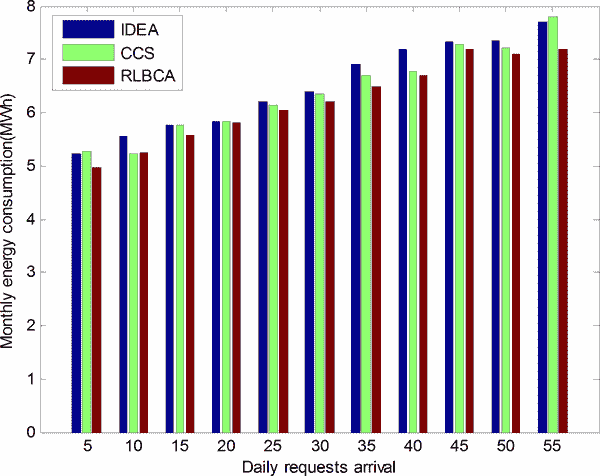 8
7
6
5
4
3
2
1
0
IDEA
CCS
RLBCA
Monthly energy consumption(MWh)
5 10 15 20 25 30 35 40 45 50 55
Daily requests arrival